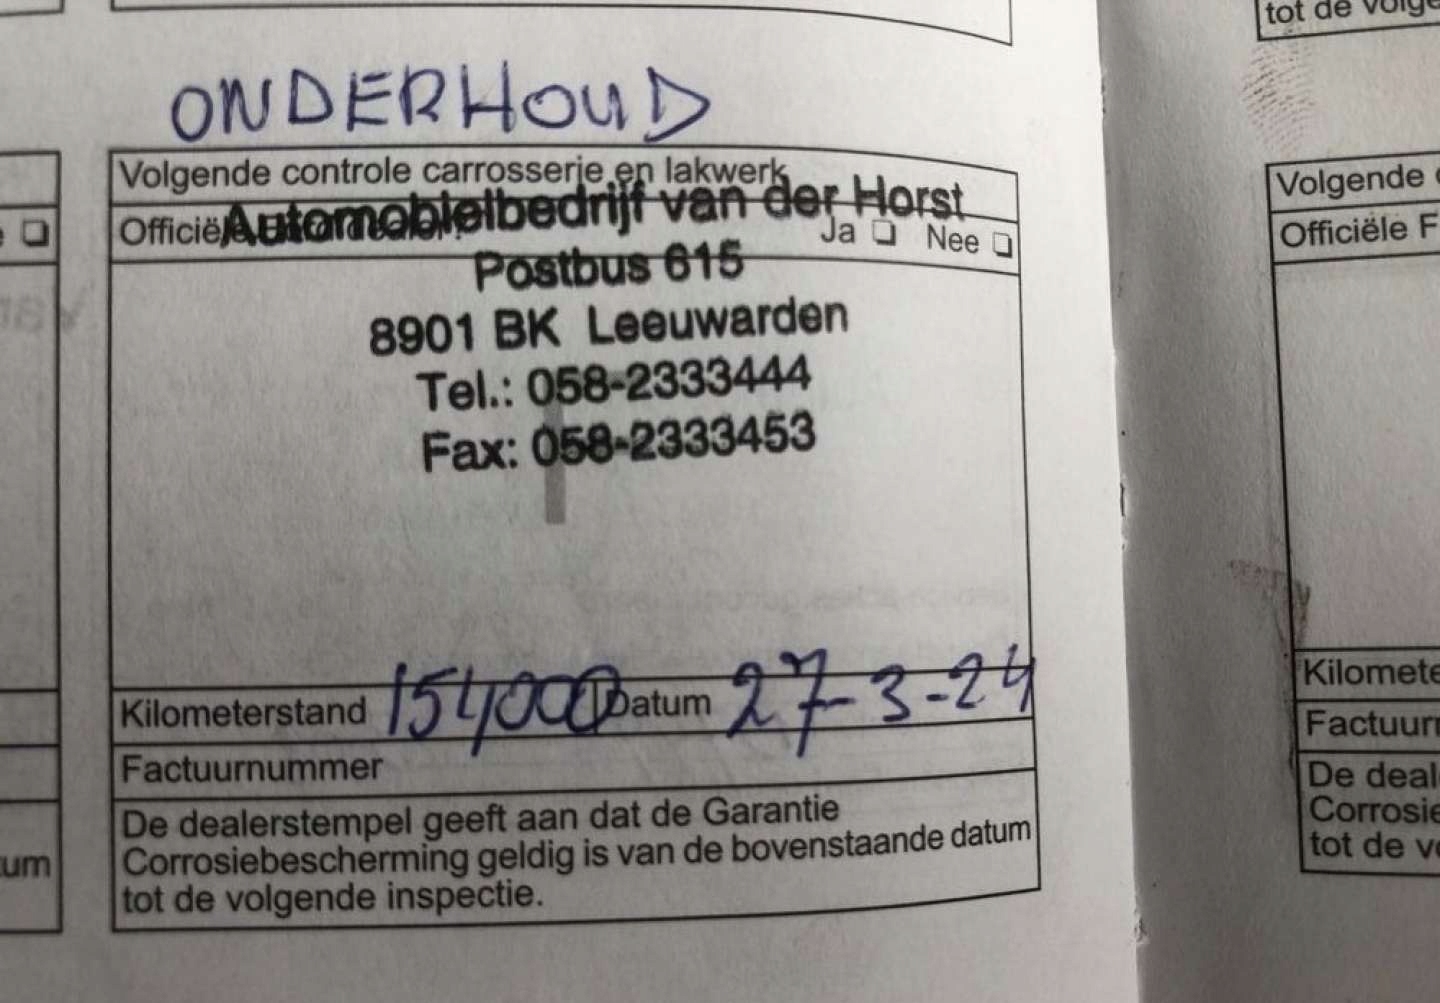 tot de volge
ONDERHOUD
Volgende controle carrosserie en lakwerk
Automobielbedrijf van der Horst
Ja ❏ Nee ❏
Postbus 615
8901 BK Leeuwarden
Tel.: 058-2333444
Fax: 058-2333453
Kilometerstand 154000 Datum 27-3-24
Factuurnummer
De dealerstempel geeft aan dat de Garantie
Corrosiebescherming geldig is van de bovenstaande datum
tot de volgende inspectie.
um
Volgende
Officiële F
Kilomete
Factuurn
De deal
Corrosie
tot de v